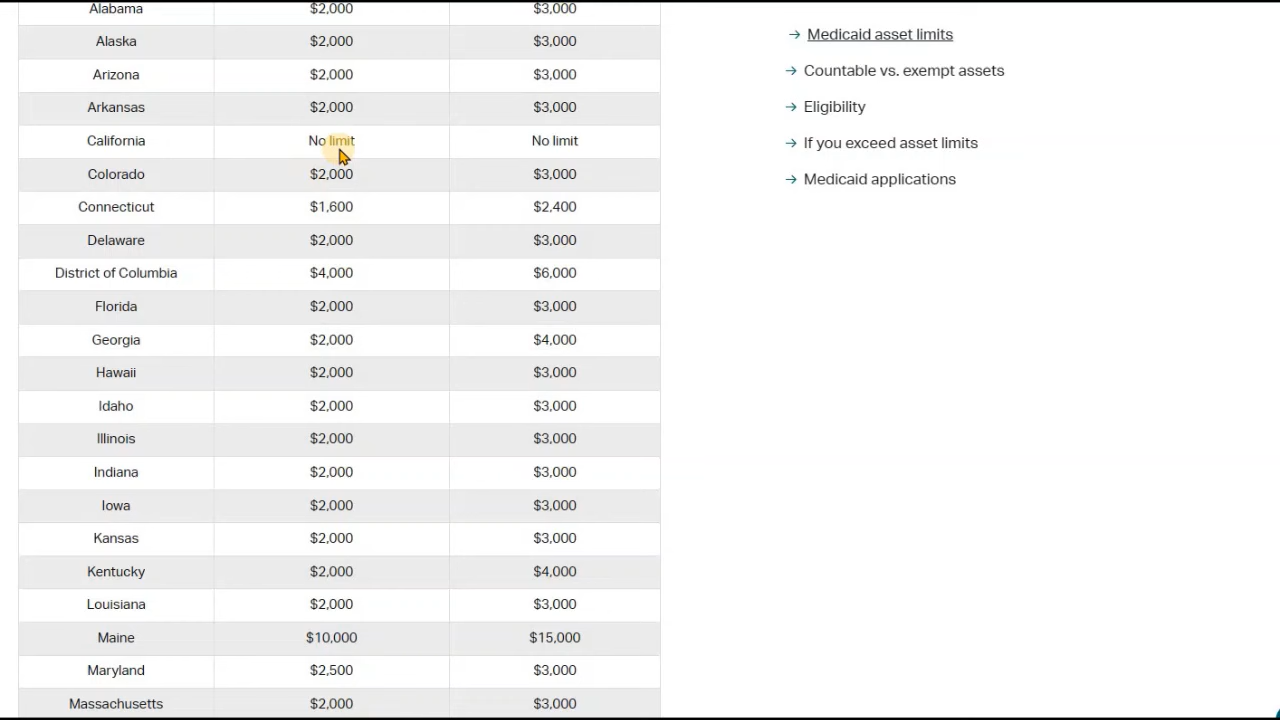 Alabama $2,000 $3,000
Alaska $2,000 $3,000
Arizona $2,000 $3,000
Arkansas $2,000 $3,000
California No limit No limit
Colorado $2,000 $3,000
Connecticut $1,600 $2,400
Delaware $2,000 $3,000
District of Columbia $4,000 $6,000
Florida $2,000 $3,000
Georgia $2,000 $4,000
Hawaii $2,000 $3,000
Idaho $2,000 $3,000
Illinois $2,000 $3,000
Indiana $2,000 $3,000
Iowa $2,000 $3,000
Kansas $2,000 $3,000
Kentucky $2,000 $4,000
Louisiana $2,000 $3,000
Maine $10,000 $15,000
Maryland $2,500 $3,000
Massachusetts $2,000 $3,000
→ Medicaid asset limits
→ Countable vs. exempt assets
→ Eligibility
→ If you exceed asset limits
→ Medicaid applications